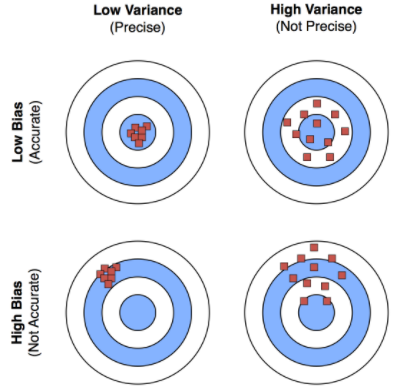 Low Variance
(Precise)
High Variance
(Not Precise)
Low Bias
(Accurate)
High Bias
(Not Accurate)